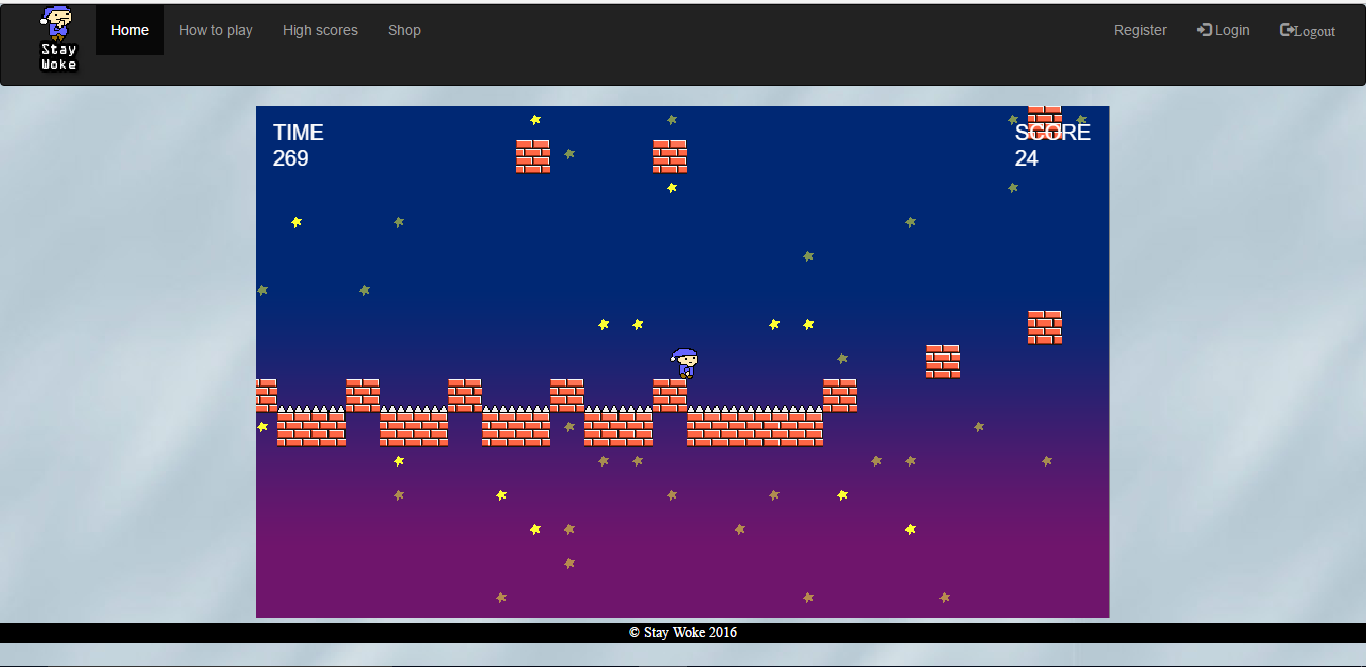 Stay
Woke
Home
How to play
High scores
Shop
Register
Login
Logout
TIME
269
SCORE
24
© Stay Woke 2016